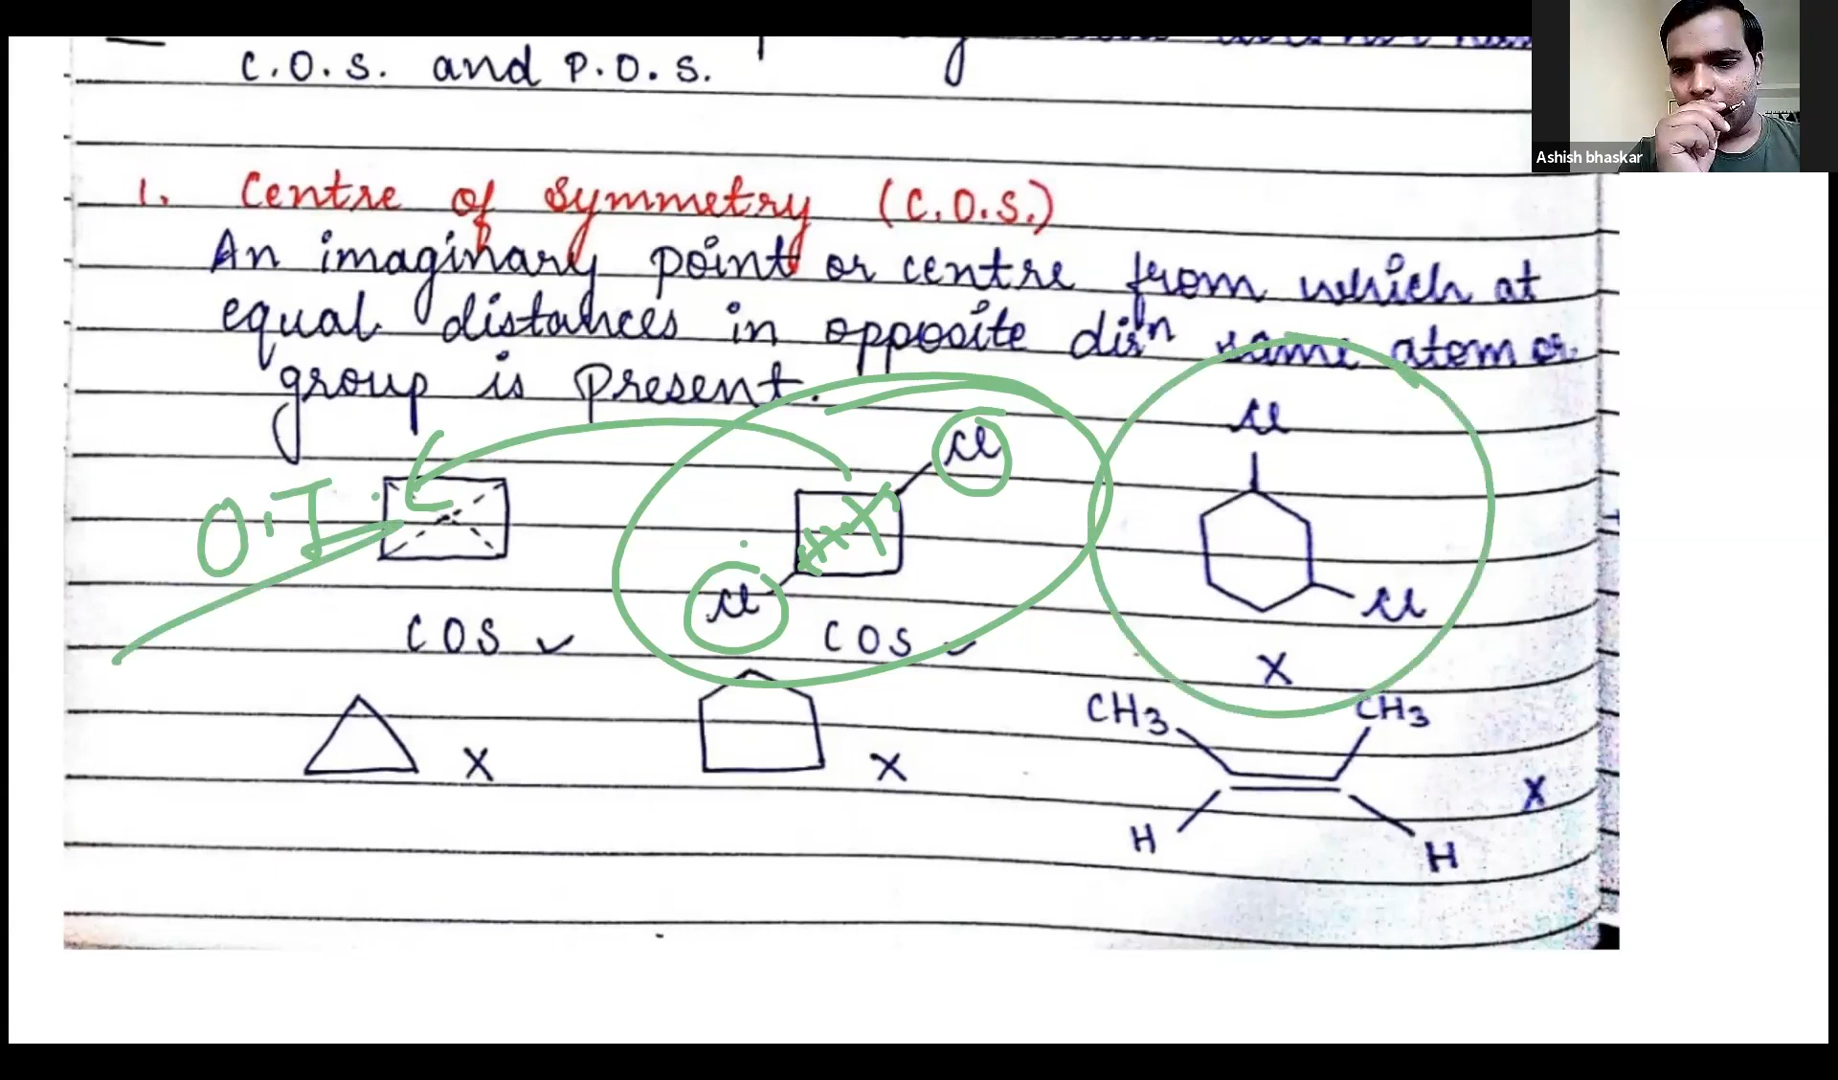 C.O.S. and P.O.S.
Ashish bhaskar
1. Centre of Symmetry (C.O.S.)
An imaginary point or centre from which at
equal distances in opposite dirn same atom or
group is present.
Cl Cl
O.I.
Cl Cl
COS ✓ COS ✓ X
CH3 CH3
X X X
H H